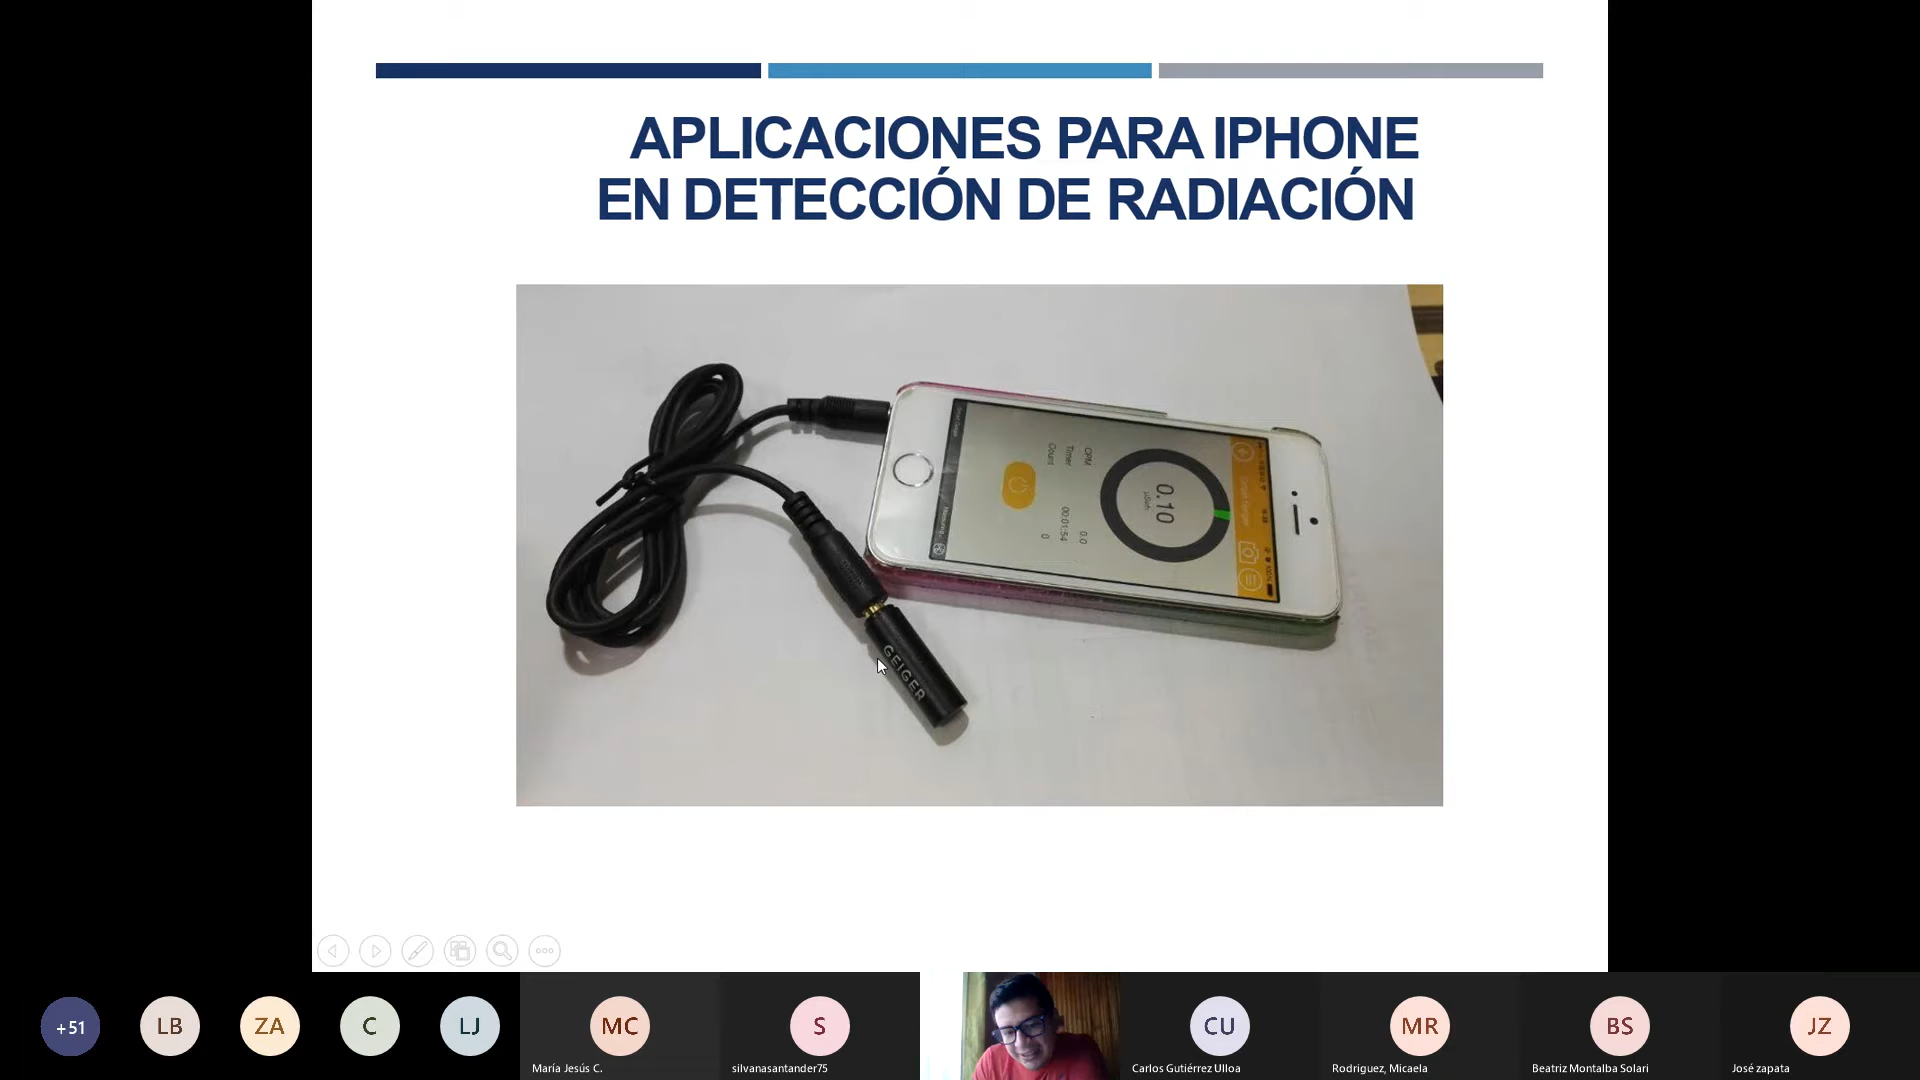 APLICACIONES PARA IPHONE
EN DETECCIÓN DE RADIACIÓN
0.10
µSv/h
CPM 0.0
Timer 00:01:54
Count 0
GEIGER
+51
LB
ZA
C
LJ
MC
María Jesús C.
S
silvanasantander75
CU
Carlos Gutiérrez Ulloa
MR
Rodriguez, Micaela
BS
Beatriz Montalba Solari
JZ
José zapata